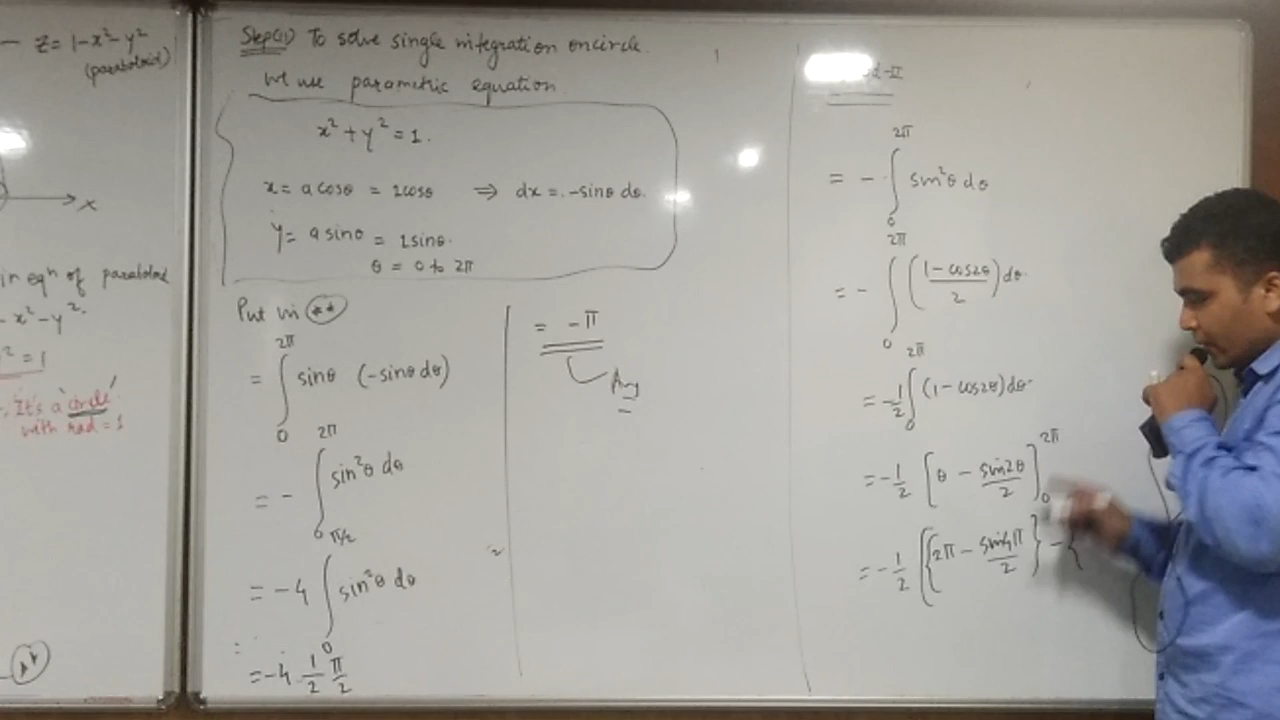 — Z = 1 - x² - y²
(paraboloid)
X
in eqⁿ of paraboloid
- x² - y².
² = 1
It's a 'circle'
with rad = 1
**
Step(ii) To solve single integration on circle.
we use parametric equation
x² + y² = 1.
x = a cosθ = 1cosθ ⇒ dx = -sinθ dθ.
y = a sinθ = 1sinθ.
θ = 0 to 2π
Put in **
= ∫₀^{2π} sinθ (-sinθ dθ)
= - ∫₀^{2π} sin²θ dθ
= -4 ∫₀^{π/2} sin²θ dθ
= -4 . 1/2 π/2
= -π
Ans
-II
= - ∫₀^{2π} sin²θ dθ
= - ∫₀^{2π} ((1 - cos2θ)/2) dθ
= -1/2 ∫₀^{2π} (1 - cos2θ) dθ
= -1/2 [θ - sin2θ/2]₀^{2π}
= -1/2 [{2π - sin4π/2} - {